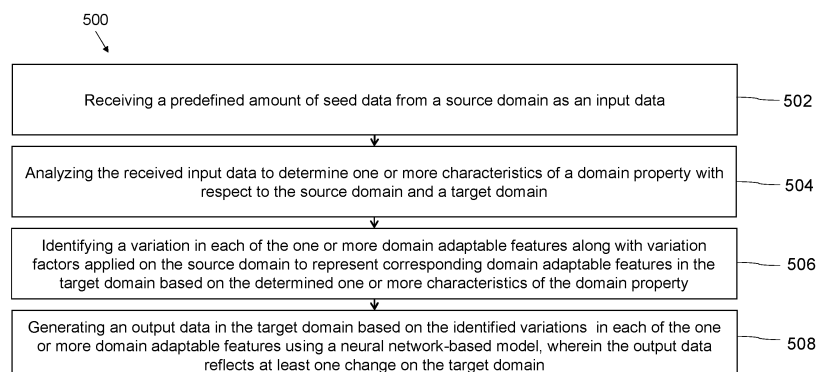 500
Receiving a predefined amount of seed data from a source domain as an input data
502
Analyzing the received input data to determine one or more characteristics of a domain property with
respect to the source domain and a target domain
504
Identifying a variation in each of the one or more domain adaptable features along with variation
factors applied on the source domain to represent corresponding domain adaptable features in the
target domain based on the determined one or more characteristics of the domain property
506
Generating an output data in the target domain based on the identified variations in each of the one
or more domain adaptable features using a neural network-based model, wherein the output data
reflects at least one change on the target domain
508